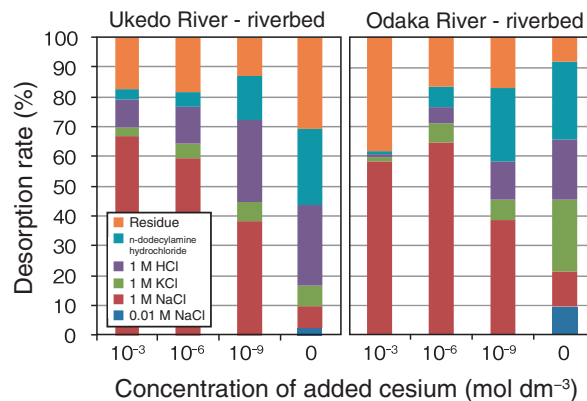 Ukedo River - riverbed
Odaka River - riverbed
Desorption rate (%)
100
90
80
70
60
50
40
30
20
10
0
Residue
n-dodecylamine
hydrochloride
1 M HCl
1 M KCl
1 M NaCl
0.01 M NaCl
10⁻³ 10⁻⁶ 10⁻⁹ 0
10⁻³ 10⁻⁶ 10⁻⁹ 0
Concentration of added cesium (mol dm⁻³)